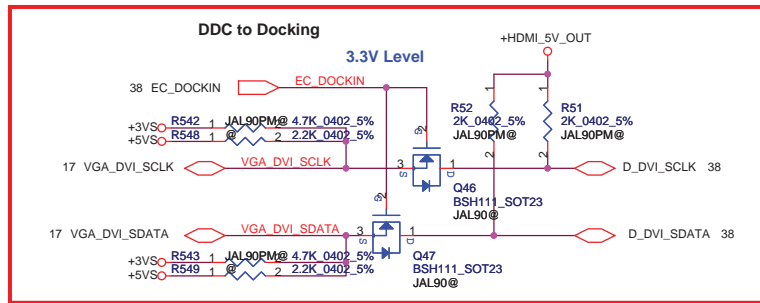 DDC to Docking
+HDMI_5V_OUT
3.3V Level
38 EC_DOCKIN EC_DOCKIN
R542 1 JAL90PM@ 2 4.7K_0402_5%
+3VS
R548 1 @ 2 2.2K_0402_5%
+5VS
R52 1
2K_0402_5%
JAL90PM@
2
R51 1
2K_0402_5%
JAL90PM@
2
17 VGA_DVI_SCLK VGA_DVI_SCLK 3 S G 2 D 1 D_DVI_SCLK 38
Q46
BSH111_SOT23
JAL90@
17 VGA_DVI_SDATA VGA_DVI_SDATA 3 S G 2 D 1 D_DVI_SDATA 38
Q47
BSH111_SOT23
JAL90@
R543 1 JAL90PM@ 2 4.7K_0402_5%
+3VS
R549 1 @ 2 2.2K_0402_5%
+5VS